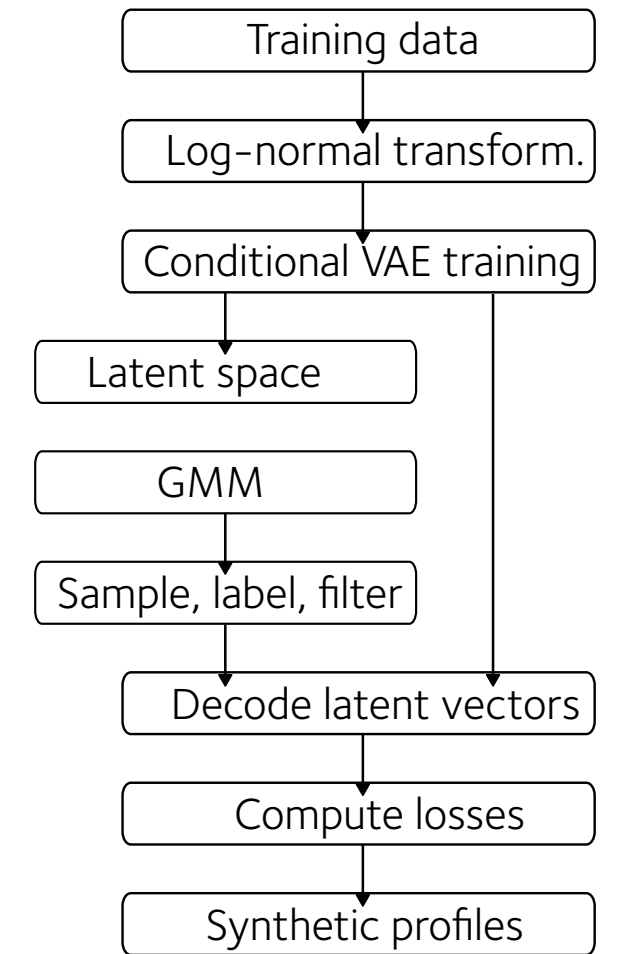 Training data
Log-normal transform.
Conditional VAE training
Latent space
GMM
Sample, label, filter
Decode latent vectors
Compute losses
Synthetic profiles